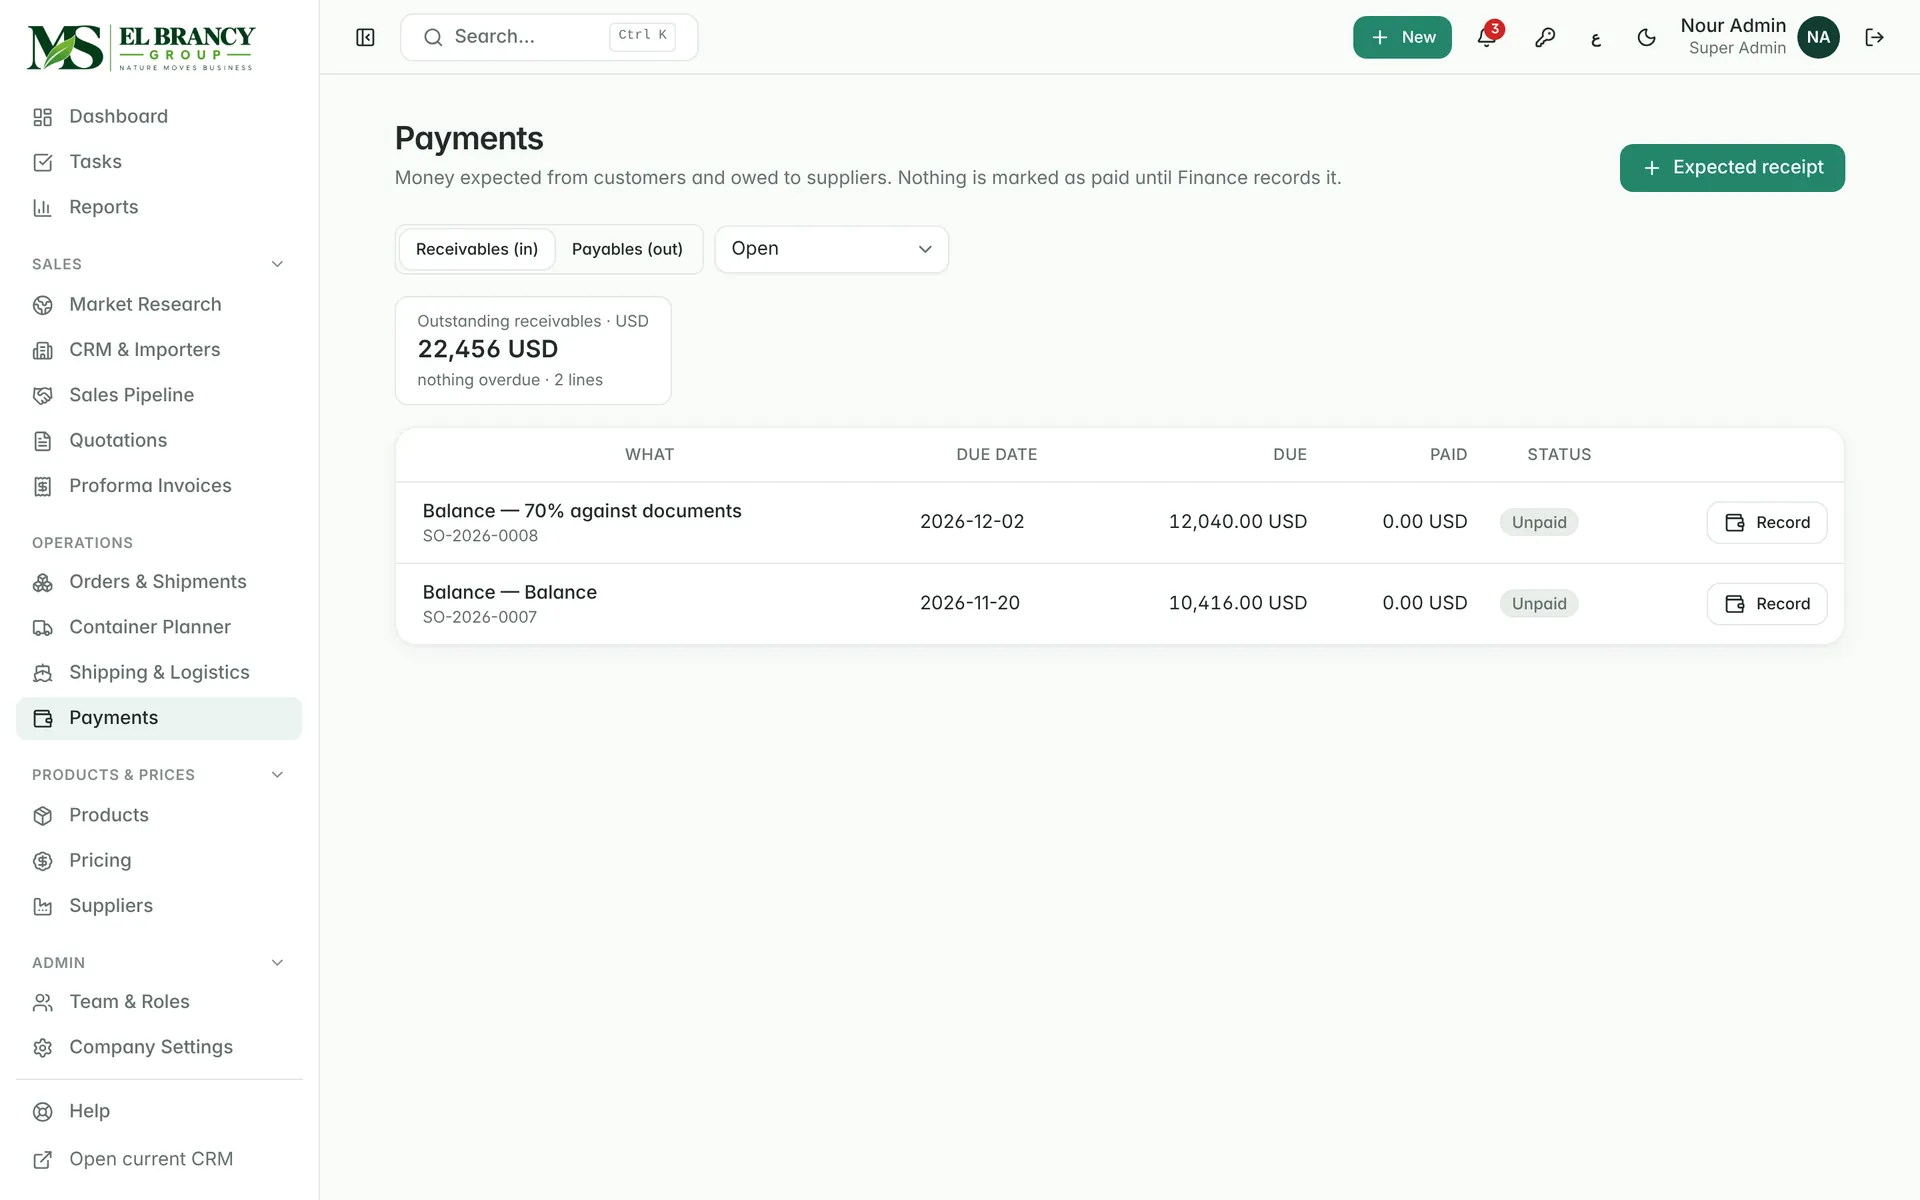 MS EL BRANCY
GROUP
NATURE MOVES BUSINESS
Search...
Ctrl K
New
3
ع
Nour Admin
Super Admin
NA
Dashboard
Tasks
Reports
SALES
Market Research
CRM & Importers
Sales Pipeline
Quotations
Proforma Invoices
OPERATIONS
Orders & Shipments
Container Planner
Shipping & Logistics
Payments
PRODUCTS & PRICES
Products
Pricing
Suppliers
ADMIN
Team & Roles
Company Settings
Help
Open current CRM
Payments
Money expected from customers and owed to suppliers. Nothing is marked as paid until Finance records it.
Expected receipt
Receivables (in) Payables (out) Open
Outstanding receivables · USD
22,456 USD
nothing overdue · 2 lines
WHAT DUE DATE DUE PAID STATUS
Balance — 70% against documents
SO-2026-0008
2026-12-02 12,040.00 USD 0.00 USD Unpaid Record
Balance — Balance
SO-2026-0007
2026-11-20 10,416.00 USD 0.00 USD Unpaid Record